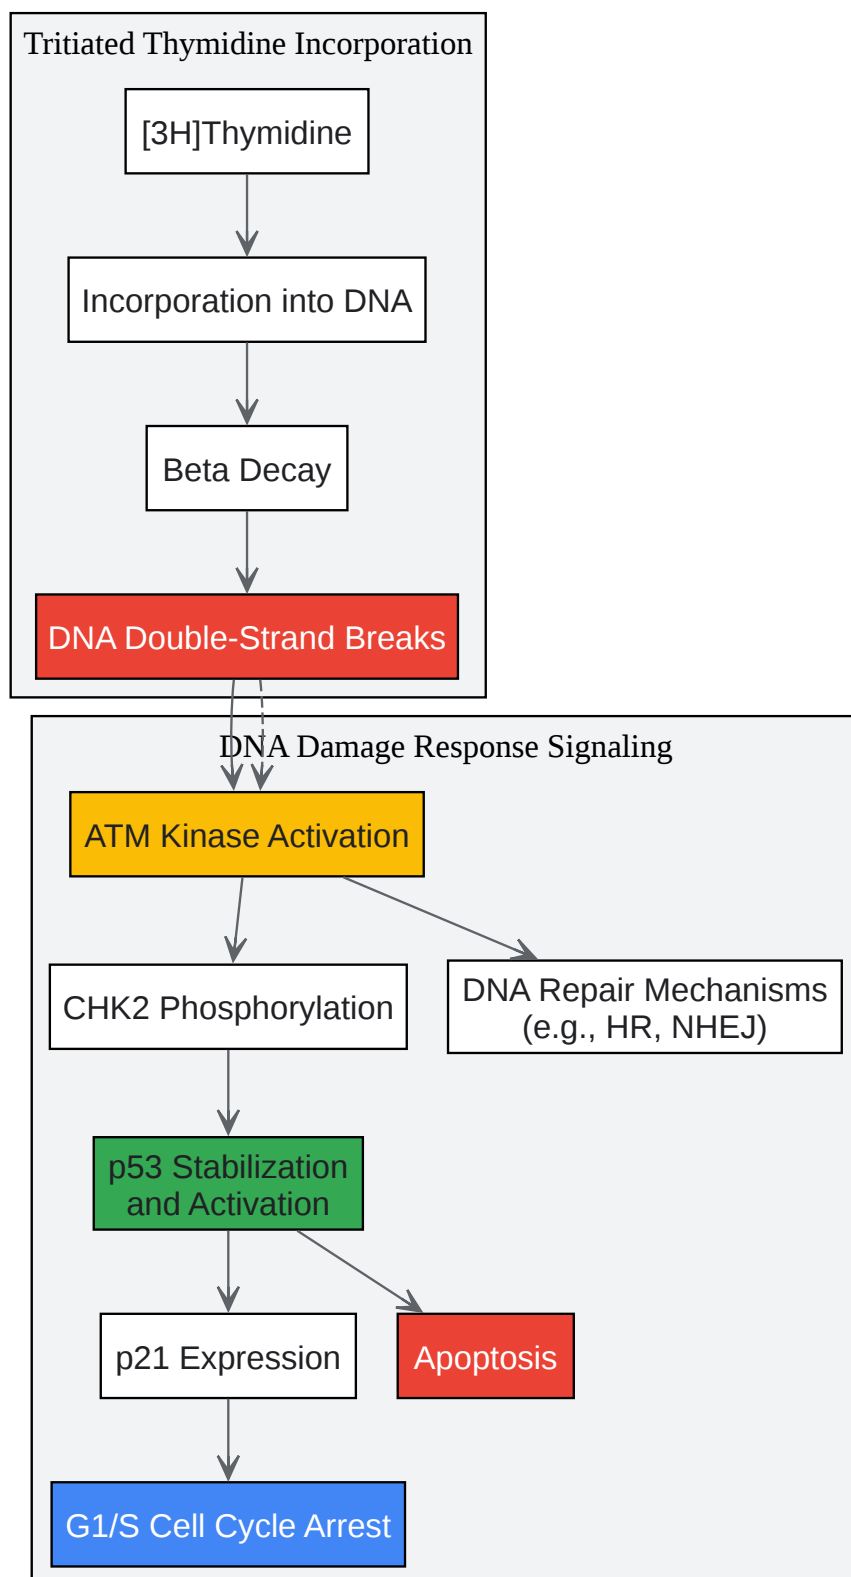 Tritiated Thymidine Incorporation
[3H]Thymidine
Incorporation into DNA
Beta Decay
DNA Double-Strand Breaks
DNA Damage Response Signaling
ATM Kinase Activation
CHK2 Phosphorylation
DNA Repair Mechanisms
(e.g., HR, NHEJ)
p53 Stabilization
and Activation
p21 Expression
Apoptosis
G1/S Cell Cycle Arrest